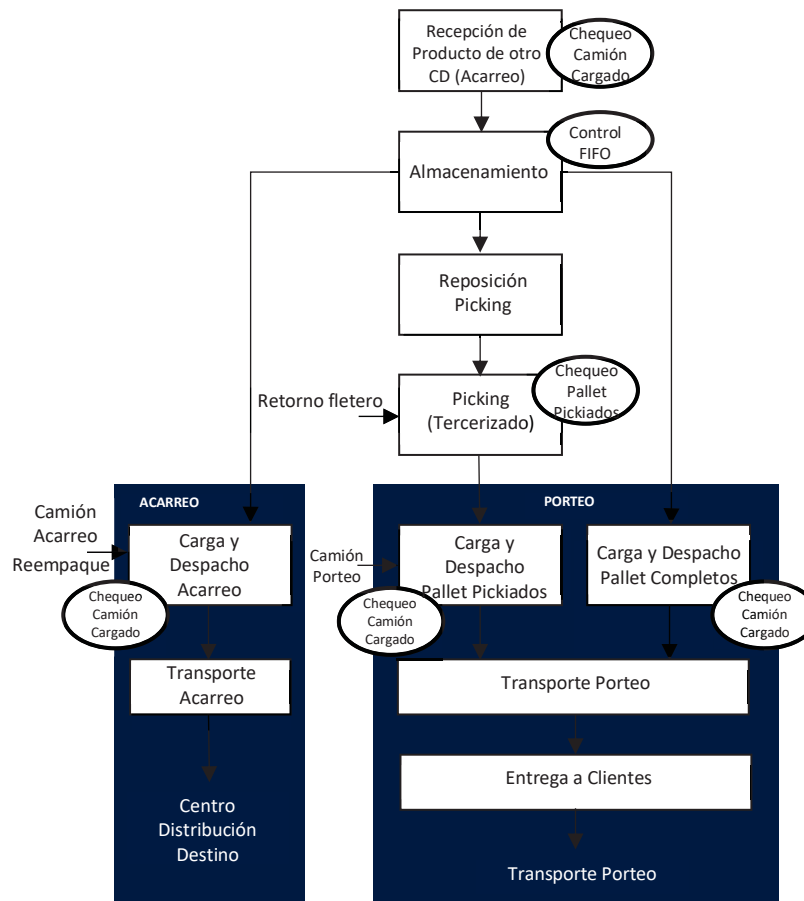 Recepción de
Producto de otro
CD (Acarreo)
Chequeo
Camión
Cargado
Control
FIFO
Almacenamiento
Reposición
Picking
Chequeo
Pallet
Pickiados
Retorno fletero
Picking
(Tercerizado)
ACARREO
PORTEO
Camión
Acarreo
Reempaque
Carga y
Despacho
Acarreo
Chequeo
Camión
Cargado
Camión
Porteo
Carga y
Despacho
Pallet Pickiados
Chequeo
Camión
Cargado
Carga y Despacho
Pallet Completos
Chequeo
Camión
Cargado
Transporte
Acarreo
Transporte Porteo
Entrega a Clientes
Centro
Distribución
Destino
Transporte Porteo